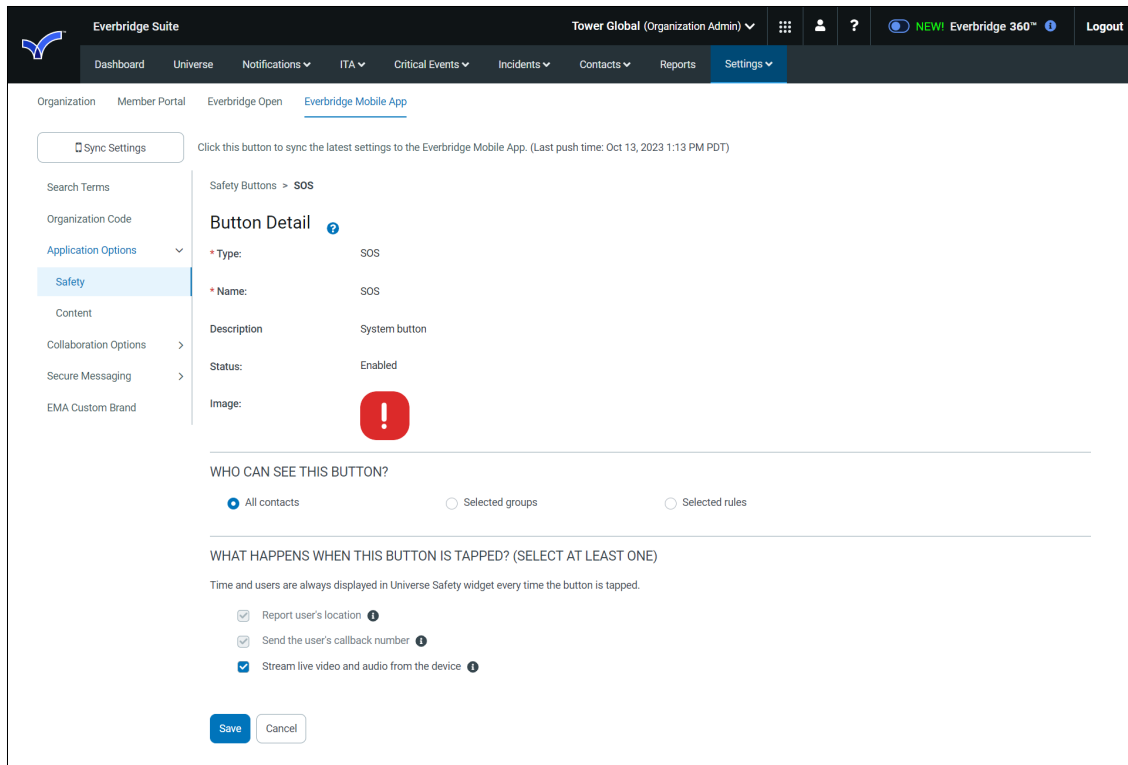 Everbridge Suite
Tower Global (Organization Admin)
?
NEW! Everbridge 360™
Logout
Dashboard Universe Notifications ITA Critical Events Incidents Contacts Reports Settings
Organization Member Portal Everbridge Open Everbridge Mobile App
Sync Settings
Click this button to sync the latest settings to the Everbridge Mobile App. (Last push time: Oct 13, 2023 1:13 PM PDT)
Search Terms
Organization Code
Application Options
Safety
Content
Collaboration Options
Secure Messaging
EMA Custom Brand
Safety Buttons > SOS
Button Detail ?
* Type: SOS
* Name: SOS
Description System button
Status: Enabled
Image: !
WHO CAN SEE THIS BUTTON?
All contacts Selected groups Selected rules
WHAT HAPPENS WHEN THIS BUTTON IS TAPPED? (SELECT AT LEAST ONE)
Time and users are always displayed in Universe Safety widget every time the button is tapped.
Report user's location
Send the user's callback number
Stream live video and audio from the device
Save Cancel